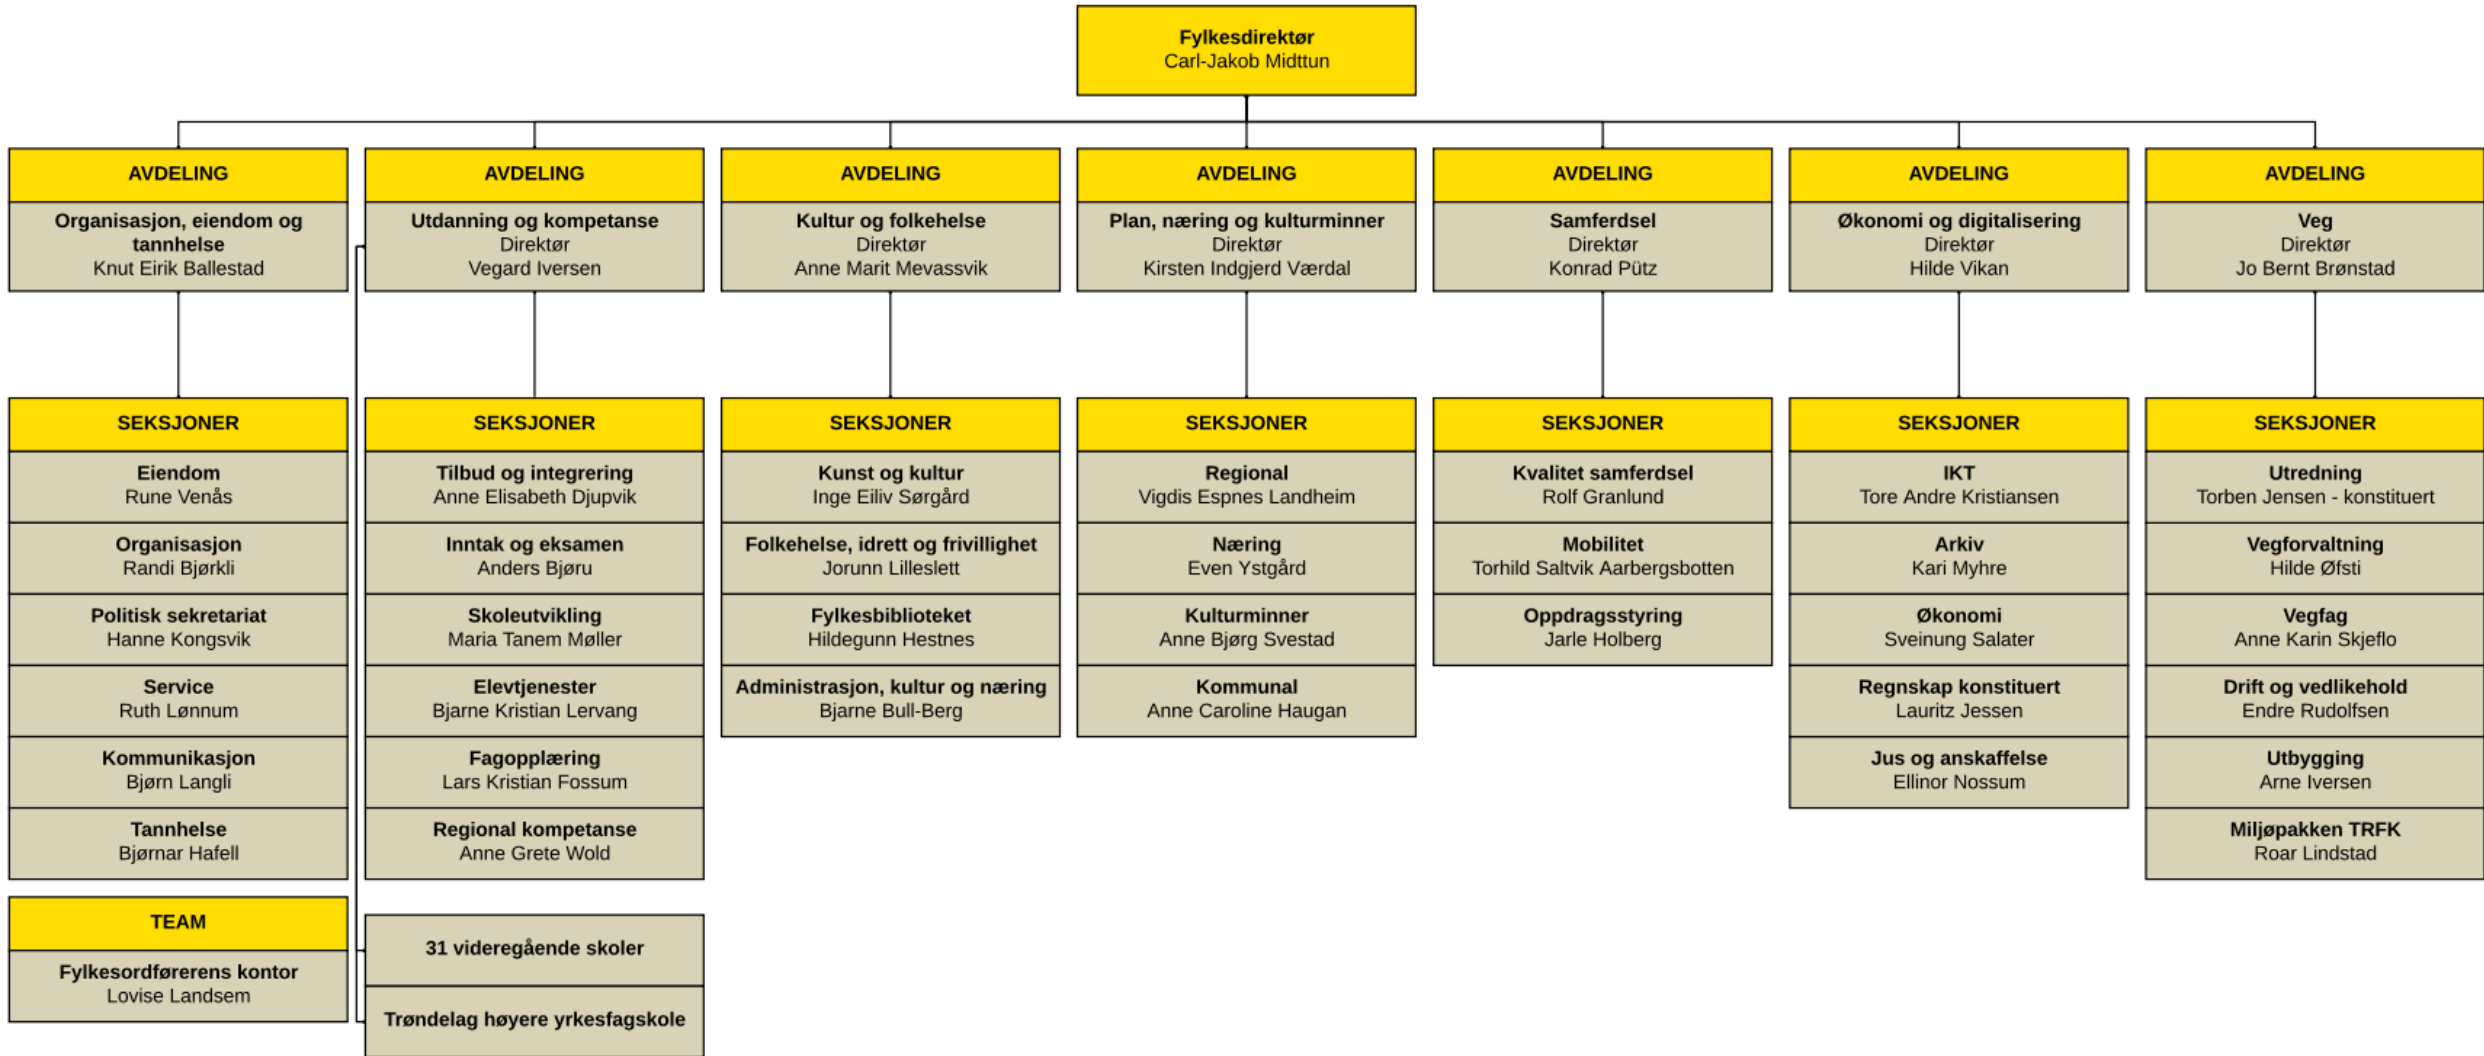 Fylkesdirektør
Carl-Jakob Midttun
AVDELING
Organisasjon, eiendom og
tannhelse
Knut Eirik Ballestad
AVDELING
Utdanning og kompetanse
Direktør
Vegard Iversen
AVDELING
Kultur og folkehelse
Direktør
Anne Marit Mevassvik
AVDELING
Plan, næring og kulturminner
Direktør
Kirsten Indgjerd Værdal
AVDELING
Samferdsel
Direktør
Konrad Pütz
AVDELING
Økonomi og digitalisering
Direktør
Hilde Vikan
AVDELING
Veg
Direktør
Jo Bernt Brønstad
SEKSJONER
Eiendom
Rune Venås
Organisasjon
Randi Bjørkli
Politisk sekretariat
Hanne Kongsvik
Service
Ruth Lønnum
Kommunikasjon
Bjørn Langli
Tannhelse
Bjørnar Hafell
TEAM
Fylkesordførerens kontor
Lovise Landsem
SEKSJONER
Tilbud og integrering
Anne Elisabeth Djupvik
Inntak og eksamen
Anders Bjøru
Skoleutvikling
Maria Tanem Møller
Elevtjenester
Bjarne Kristian Lervang
Fagopplæring
Lars Kristian Fossum
Regional kompetanse
Anne Grete Wold
31 videregående skoler
Trøndelag høyere yrkesfagskole
SEKSJONER
Kunst og kultur
Inge Eiliv Sørgård
Folkehelse, idrett og frivillighet
Jorunn Lilleslett
Fylkesbiblioteket
Hildegunn Hestnes
Administrasjon, kultur og næring
Bjarne Bull-Berg
SEKSJONER
Regional
Vigdis Espnes Landheim
Næring
Even Ystgård
Kulturminner
Anne Bjørg Svestad
Kommunal
Anne Caroline Haugan
SEKSJONER
Kvalitet samferdsel
Rolf Granlund
Mobilitet
Torhild Saltvik Aarbergsbotten
Oppdragsstyring
Jarle Holberg
SEKSJONER
IKT
Tore Andre Kristiansen
Arkiv
Kari Myhre
Økonomi
Sveinung Salater
Regnskap konstituert
Lauritz Jessen
Jus og anskaffelse
Ellinor Nossum
SEKSJONER
Utredning
Torben Jensen - konstituert
Vegforvaltning
Hilde Øfsti
Vegfag
Anne Karin Skjeflo
Drift og vedlikehold
Endre Rudolfsen
Utbygging
Arne Iversen
Miljøpakken TRFK
Roar Lindstad